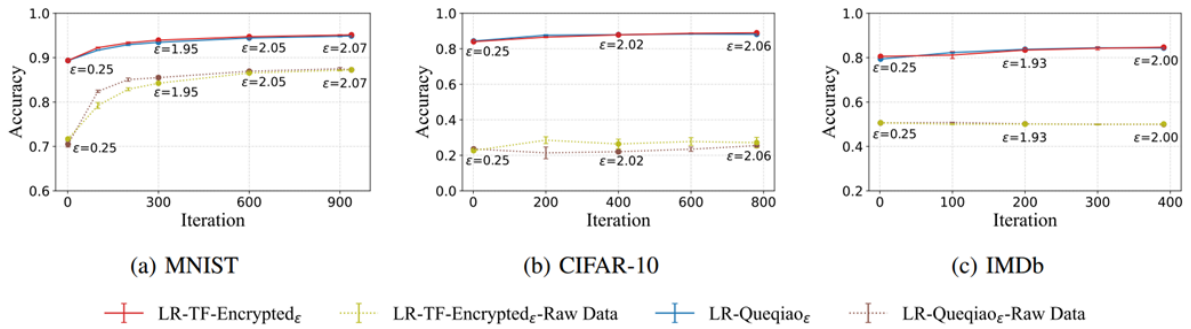 1.0
0.9
0.8
0.7
0.6
Accuracy
ε=0.25
ε=1.95
ε=2.05
ε=2.07
ε=0.25
ε=1.95
ε=2.05
ε=2.07
0 300 600 900
Iteration
(a) MNIST
1.0
0.8
0.6
0.4
0.2
0.0
Accuracy
ε=0.25
ε=2.02
ε=2.06
ε=0.25
ε=2.02
ε=2.06
0 200 400 600 800
Iteration
(b) CIFAR-10
1.0
0.8
0.6
0.4
0.2
Accuracy
ε=0.25
ε=1.93
ε=2.00
ε=0.25
ε=1.93
ε=2.00
0 100 200 300 400
Iteration
(c) IMDb
LR-TF-Encryptedε LR-TF-Encryptedε-Raw Data LR-Queqiaoε LR-Queqiaoε-Raw Data